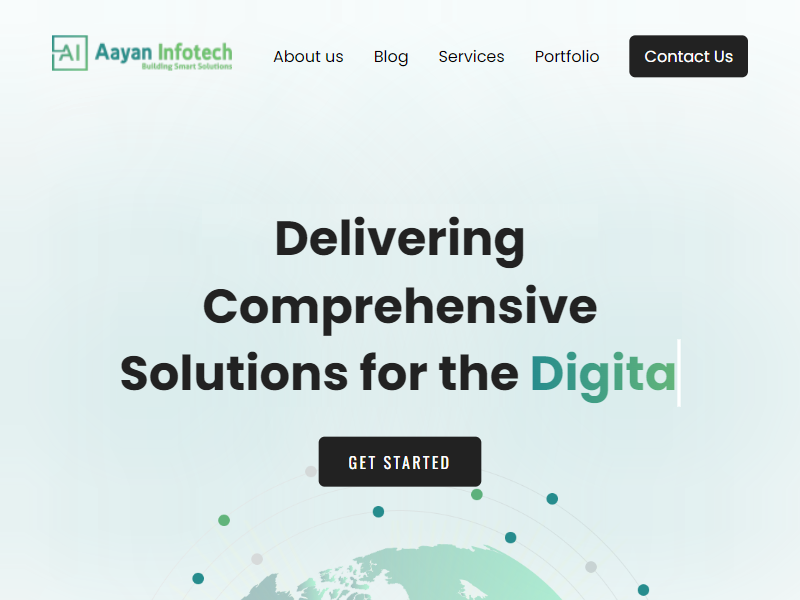 AI Aayan Infotech
Building Smart Solutions
About us Blog Services Portfolio Contact Us
Delivering
Comprehensive
Solutions for the Digita
GET STARTED